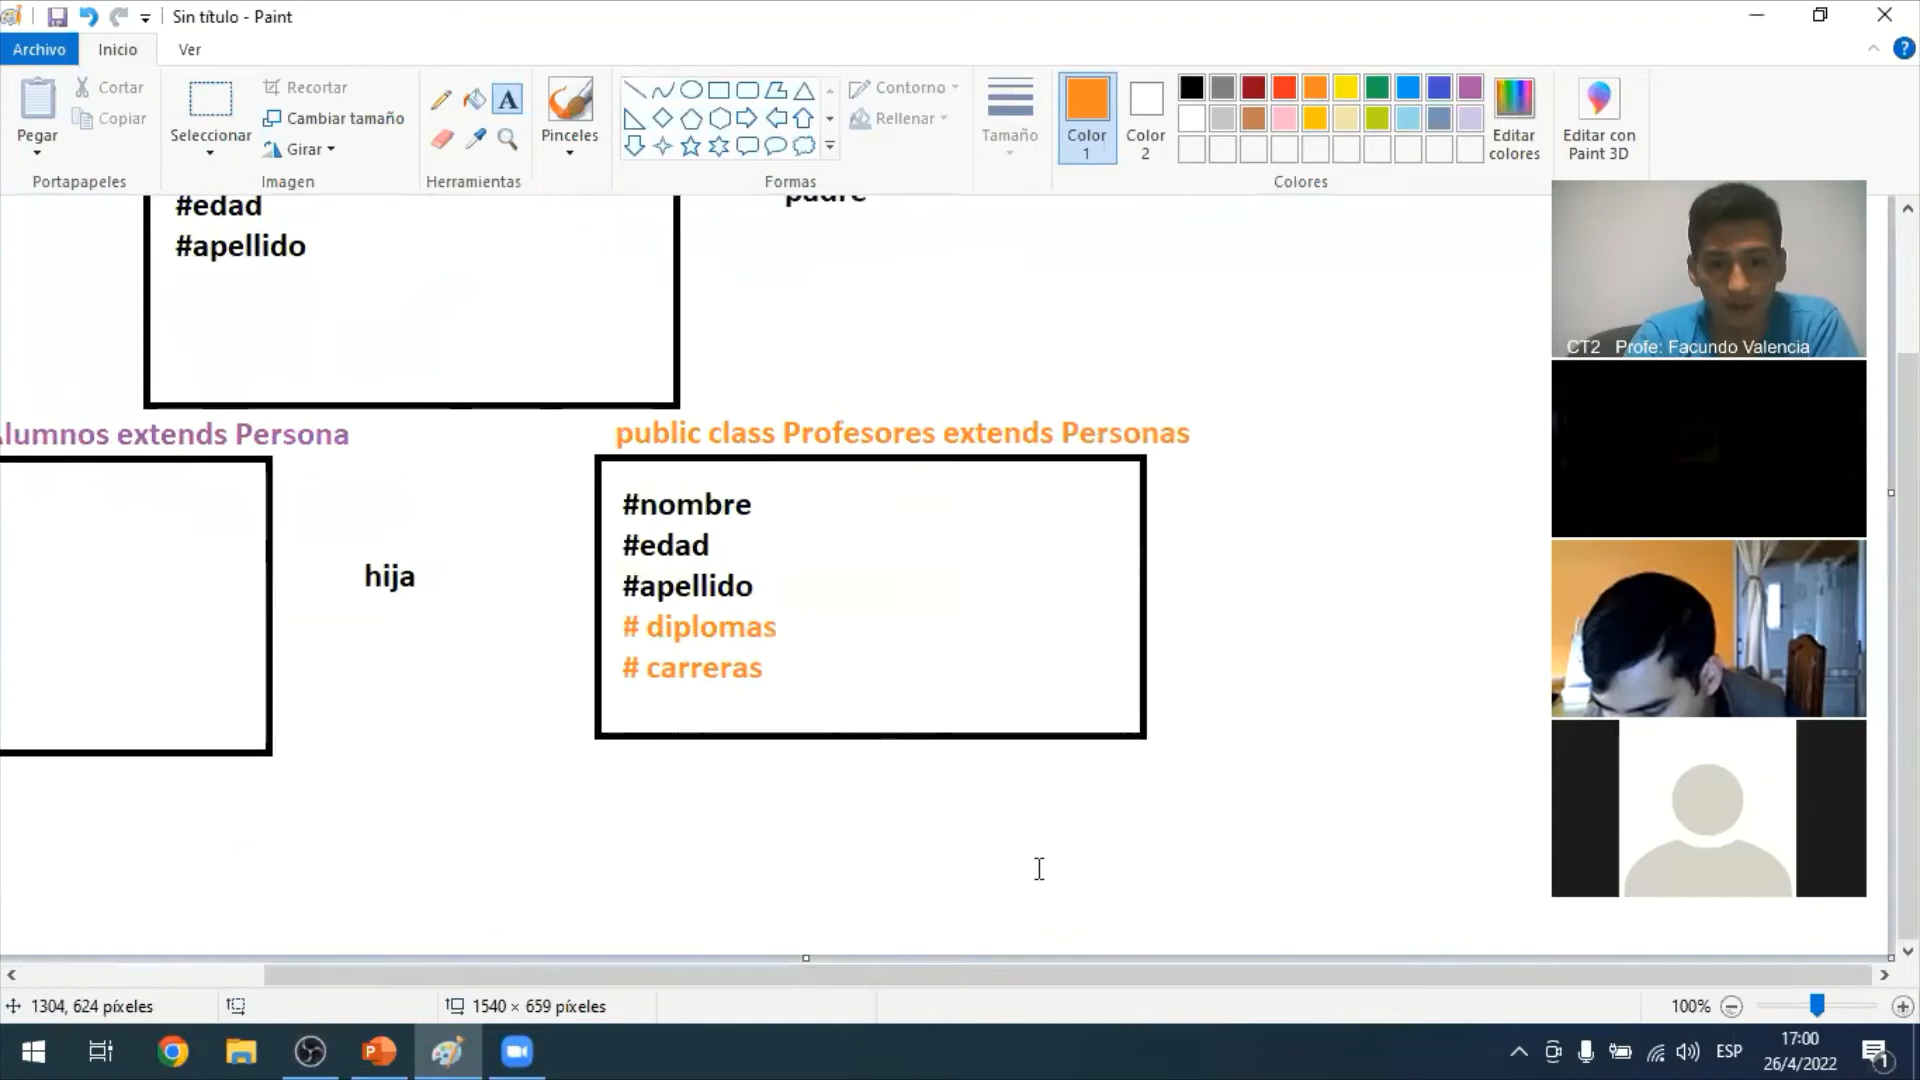 Sin título - Paint
Archivo
Inicio
Ver
Pegar
Cortar
Copiar
Portapapeles
Seleccionar
Recortar
Cambiar tamaño
Girar
Imagen
A
Herramientas
Pinceles
Formas
Contorno
Rellenar
Tamaño
Color
1
Color
2
Editar
colores
Colores
Editar con
Paint 3D
#edad
#apellido
padre
lumnos extends Persona
hija
public class Profesores extends Personas
#nombre
#edad
#apellido
# diplomas
# carreras
CT2 Profe: Facundo Valencia
1304, 624 píxeles
1540 × 659 píxeles
100%
ESP
17:00
26/4/2022
1